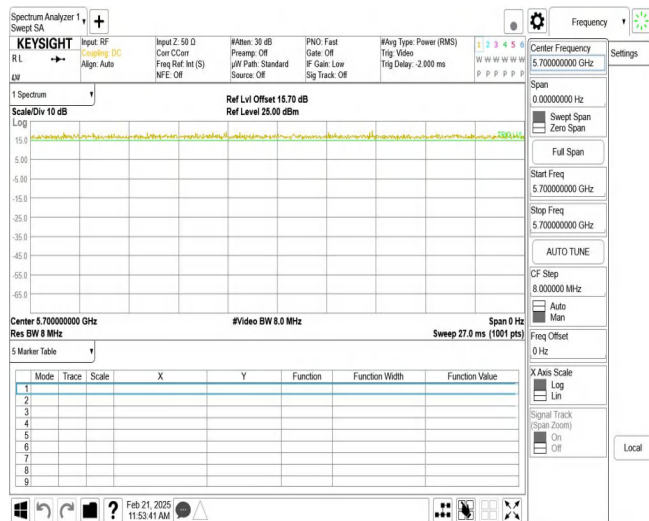 Spectrum Analyzer 1
Swept SA
+
Frequency
KEYSIGHT
R L
LXI
Input: RF
Coupling: DC
Align: Auto
Input Z: 50 Ω
Corr CCorr
Freq Ref: Int (S)
NFE: Off
#Atten: 30 dB
Preamp: Off
µW Path: Standard
Source: Off
PNO: Fast
Gate: Off
IF Gain: Low
Sig Track: Off
#Avg Type: Power (RMS)
Trig: Video
Trig Delay: -2.000 ms
1 2 3 4 5 6
W W W W W W
P P P P P P
1 Spectrum
Scale/Div 10 dB
Ref Lvl Offset 15.70 dB
Ref Level 25.00 dBm
Log
15.0
5.00
-5.00
-15.0
-25.0
-35.0
-45.0
-55.0
-65.0
Center 5.700000000 GHz
Res BW 8 MHz
#Video BW 8.0 MHz
Span 0 Hz
Sweep 27.0 ms (1001 pts)
5 Marker Table
Mode Trace Scale X Y Function Function Width Function Value
1
2
3
4
5
6
7
8
9
Feb 21, 2025
11:53:41 AM
Center Frequency
5.700000000 GHz
Settings
Span
0.00000000 Hz
Swept Span
Zero Span
Full Span
Start Freq
5.700000000 GHz
Stop Freq
5.700000000 GHz
AUTO TUNE
CF Step
8.000000 MHz
Auto
Man
Freq Offset
0 Hz
X Axis Scale
Log
Lin
Signal Track
(Span Zoom)
On
Off
Local